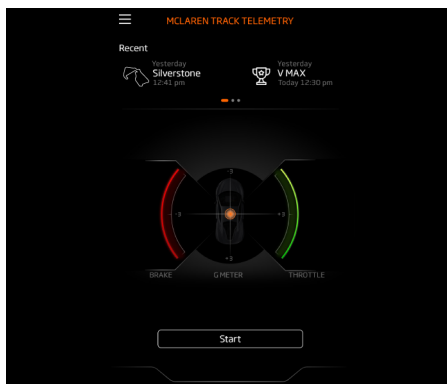 MCLAREN TRACK TELEMETRY
Recent
Yesterday
Silverstone
12:41 pm
Yesterday
V MAX
Today 12:30 pm
-3
-3
+3
+3
BRAKE
G METER
THROTTLE
Start